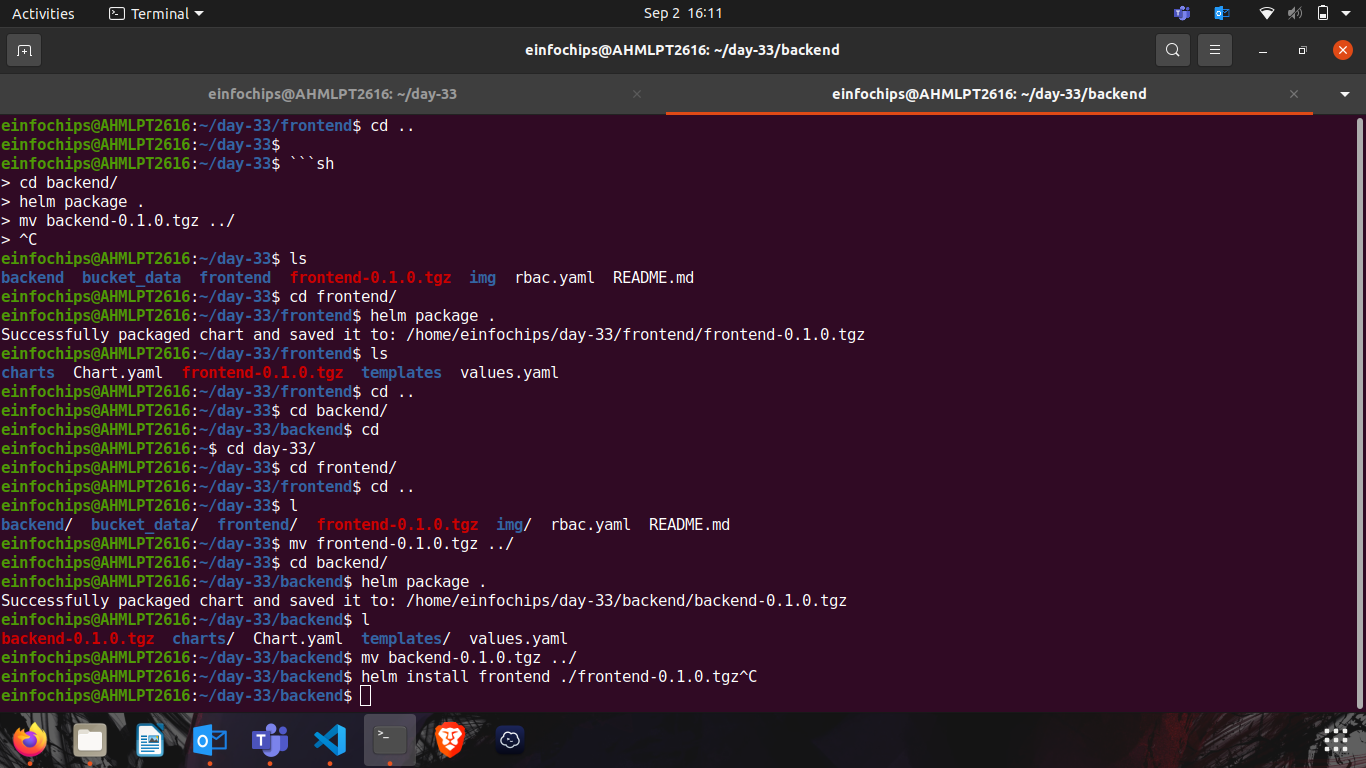 Activities
Terminal
Sep 2 16:11
einfochips@AHMLPT2616: ~/day-33/backend
einfochips@AHMLPT2616: ~/day-33
einfochips@AHMLPT2616: ~/day-33/backend
einfochips@AHMLPT2616:~/day-33/frontend$ cd ..
einfochips@AHMLPT2616:~/day-33$
einfochips@AHMLPT2616:~/day-33$ ```sh
> cd backend/
> helm package .
> mv backend-0.1.0.tgz ../
> ^C
einfochips@AHMLPT2616:~/day-33$ ls
backend  bucket_data  frontend  frontend-0.1.0.tgz  img  rbac.yaml  README.md
einfochips@AHMLPT2616:~/day-33$ cd frontend/
einfochips@AHMLPT2616:~/day-33/frontend$ helm package .
Successfully packaged chart and saved it to: /home/einfochips/day-33/frontend/frontend-0.1.0.tgz
einfochips@AHMLPT2616:~/day-33/frontend$ ls
charts  Chart.yaml  frontend-0.1.0.tgz  templates  values.yaml
einfochips@AHMLPT2616:~/day-33/frontend$ cd ..
einfochips@AHMLPT2616:~/day-33$ cd backend/
einfochips@AHMLPT2616:~/day-33/backend$ cd
einfochips@AHMLPT2616:~$ cd day-33/
einfochips@AHMLPT2616:~/day-33$ cd frontend/
einfochips@AHMLPT2616:~/day-33/frontend$ cd ..
einfochips@AHMLPT2616:~/day-33$ l
backend/  bucket_data/  frontend/  frontend-0.1.0.tgz  img/  rbac.yaml  README.md
einfochips@AHMLPT2616:~/day-33$ mv frontend-0.1.0.tgz ../
einfochips@AHMLPT2616:~/day-33$ cd backend/
einfochips@AHMLPT2616:~/day-33/backend$ helm package .
Successfully packaged chart and saved it to: /home/einfochips/day-33/backend/backend-0.1.0.tgz
einfochips@AHMLPT2616:~/day-33/backend$ l
backend-0.1.0.tgz  charts/  Chart.yaml  templates/  values.yaml
einfochips@AHMLPT2616:~/day-33/backend$ mv backend-0.1.0.tgz ../
einfochips@AHMLPT2616:~/day-33/backend$ helm install frontend ./frontend-0.1.0.tgz^C
einfochips@AHMLPT2616:~/day-33/backend$